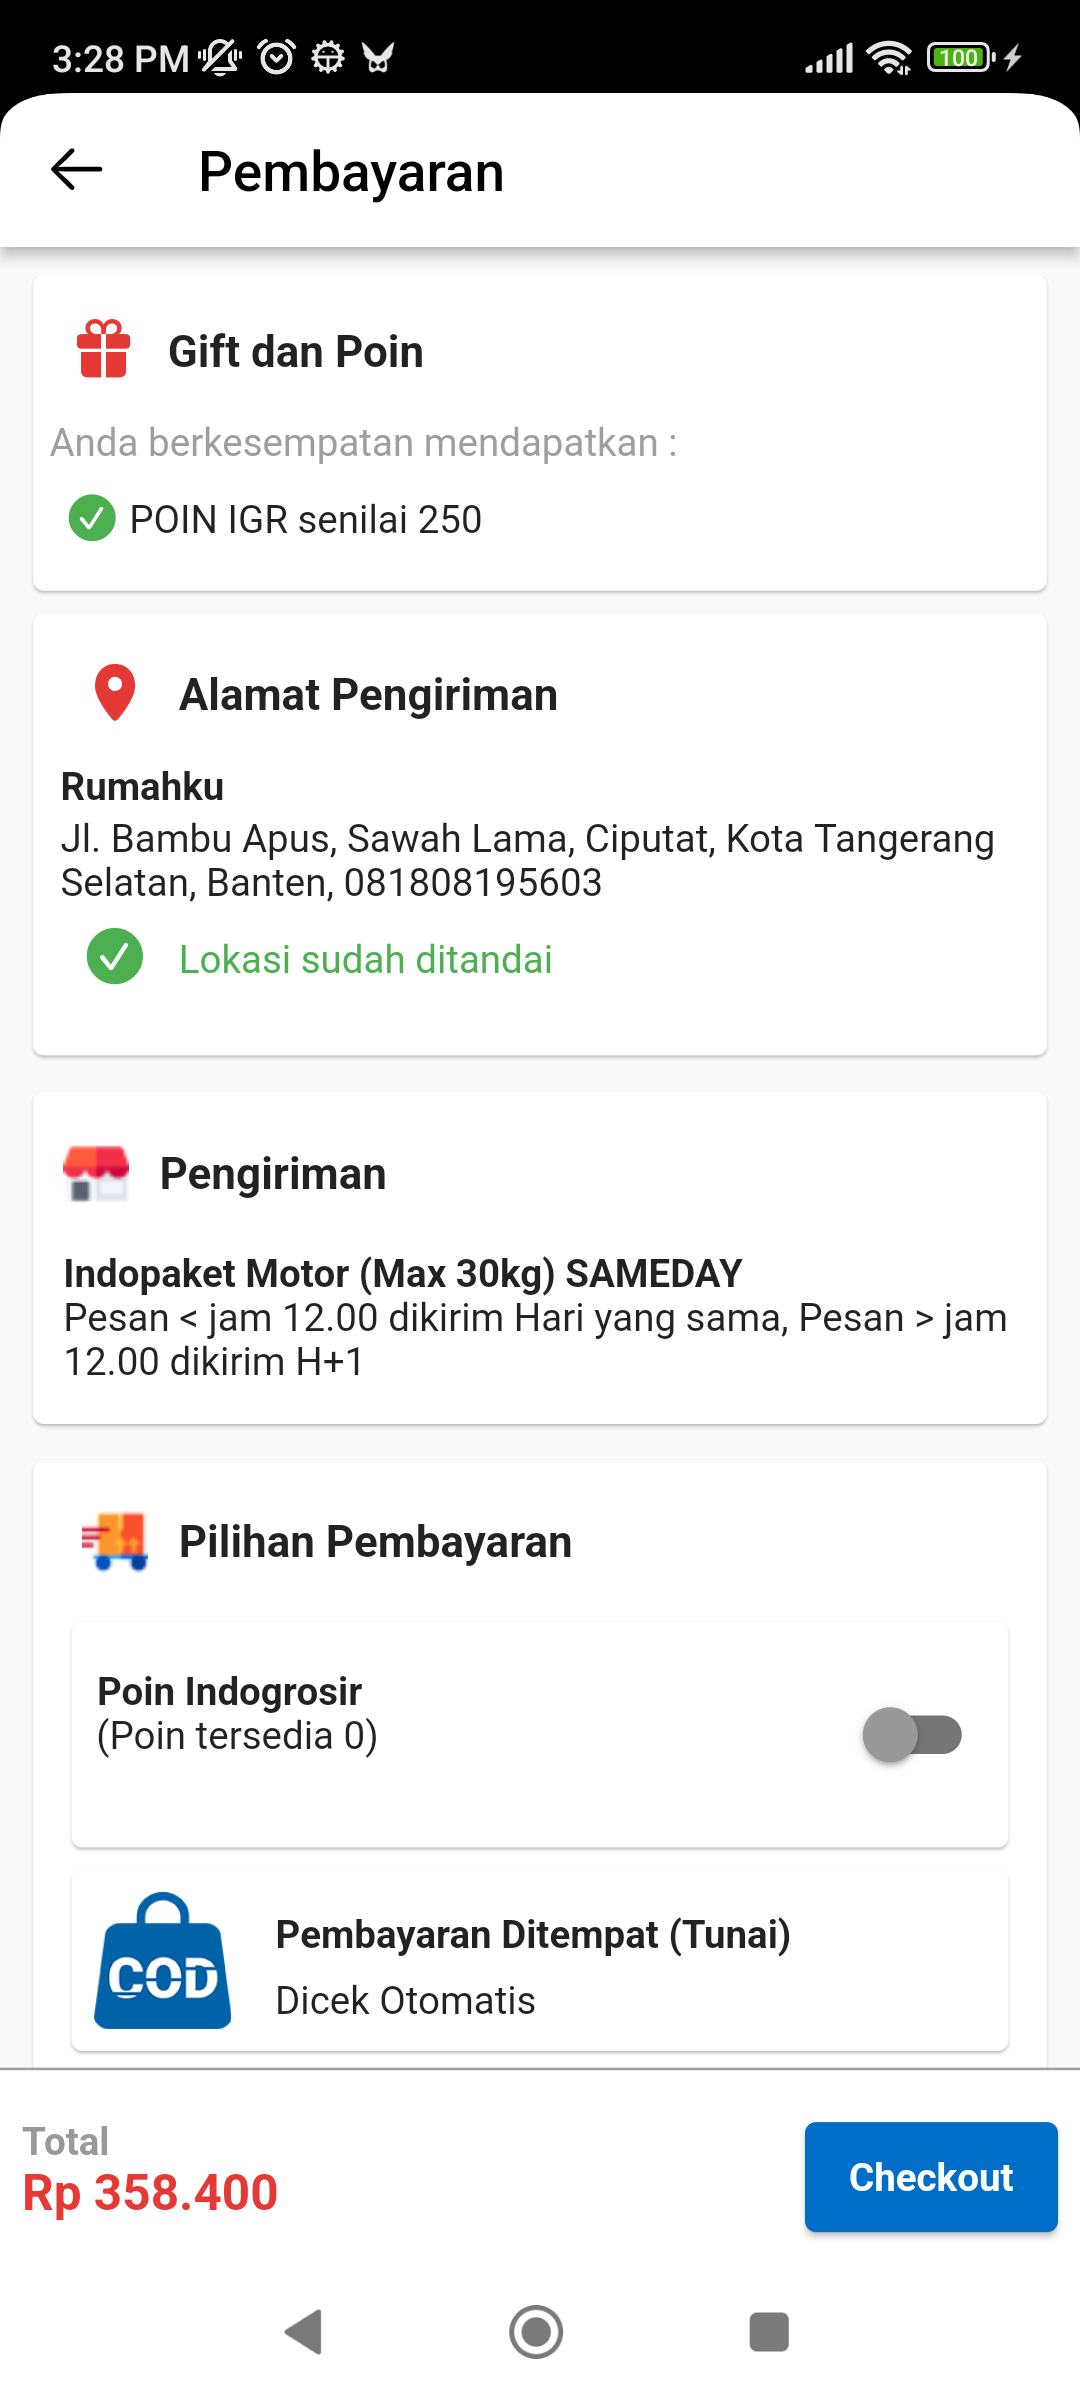 3:28 PM
100
Pembayaran
Gift dan Poin
Anda berkesempatan mendapatkan :
POIN IGR senilai 250
Alamat Pengiriman
Rumahku
Jl. Bambu Apus, Sawah Lama, Ciputat, Kota Tangerang
Selatan, Banten, 081808195603
Lokasi sudah ditandai
Pengiriman
Indopaket Motor (Max 30kg) SAMEDAY
Pesan < jam 12.00 dikirim Hari yang sama, Pesan > jam
12.00 dikirim H+1
Pilihan Pembayaran
Poin Indogrosir
(Poin tersedia 0)
COD
Pembayaran Ditempat (Tunai)
Dicek Otomatis
Total
Rp 358.400
Checkout